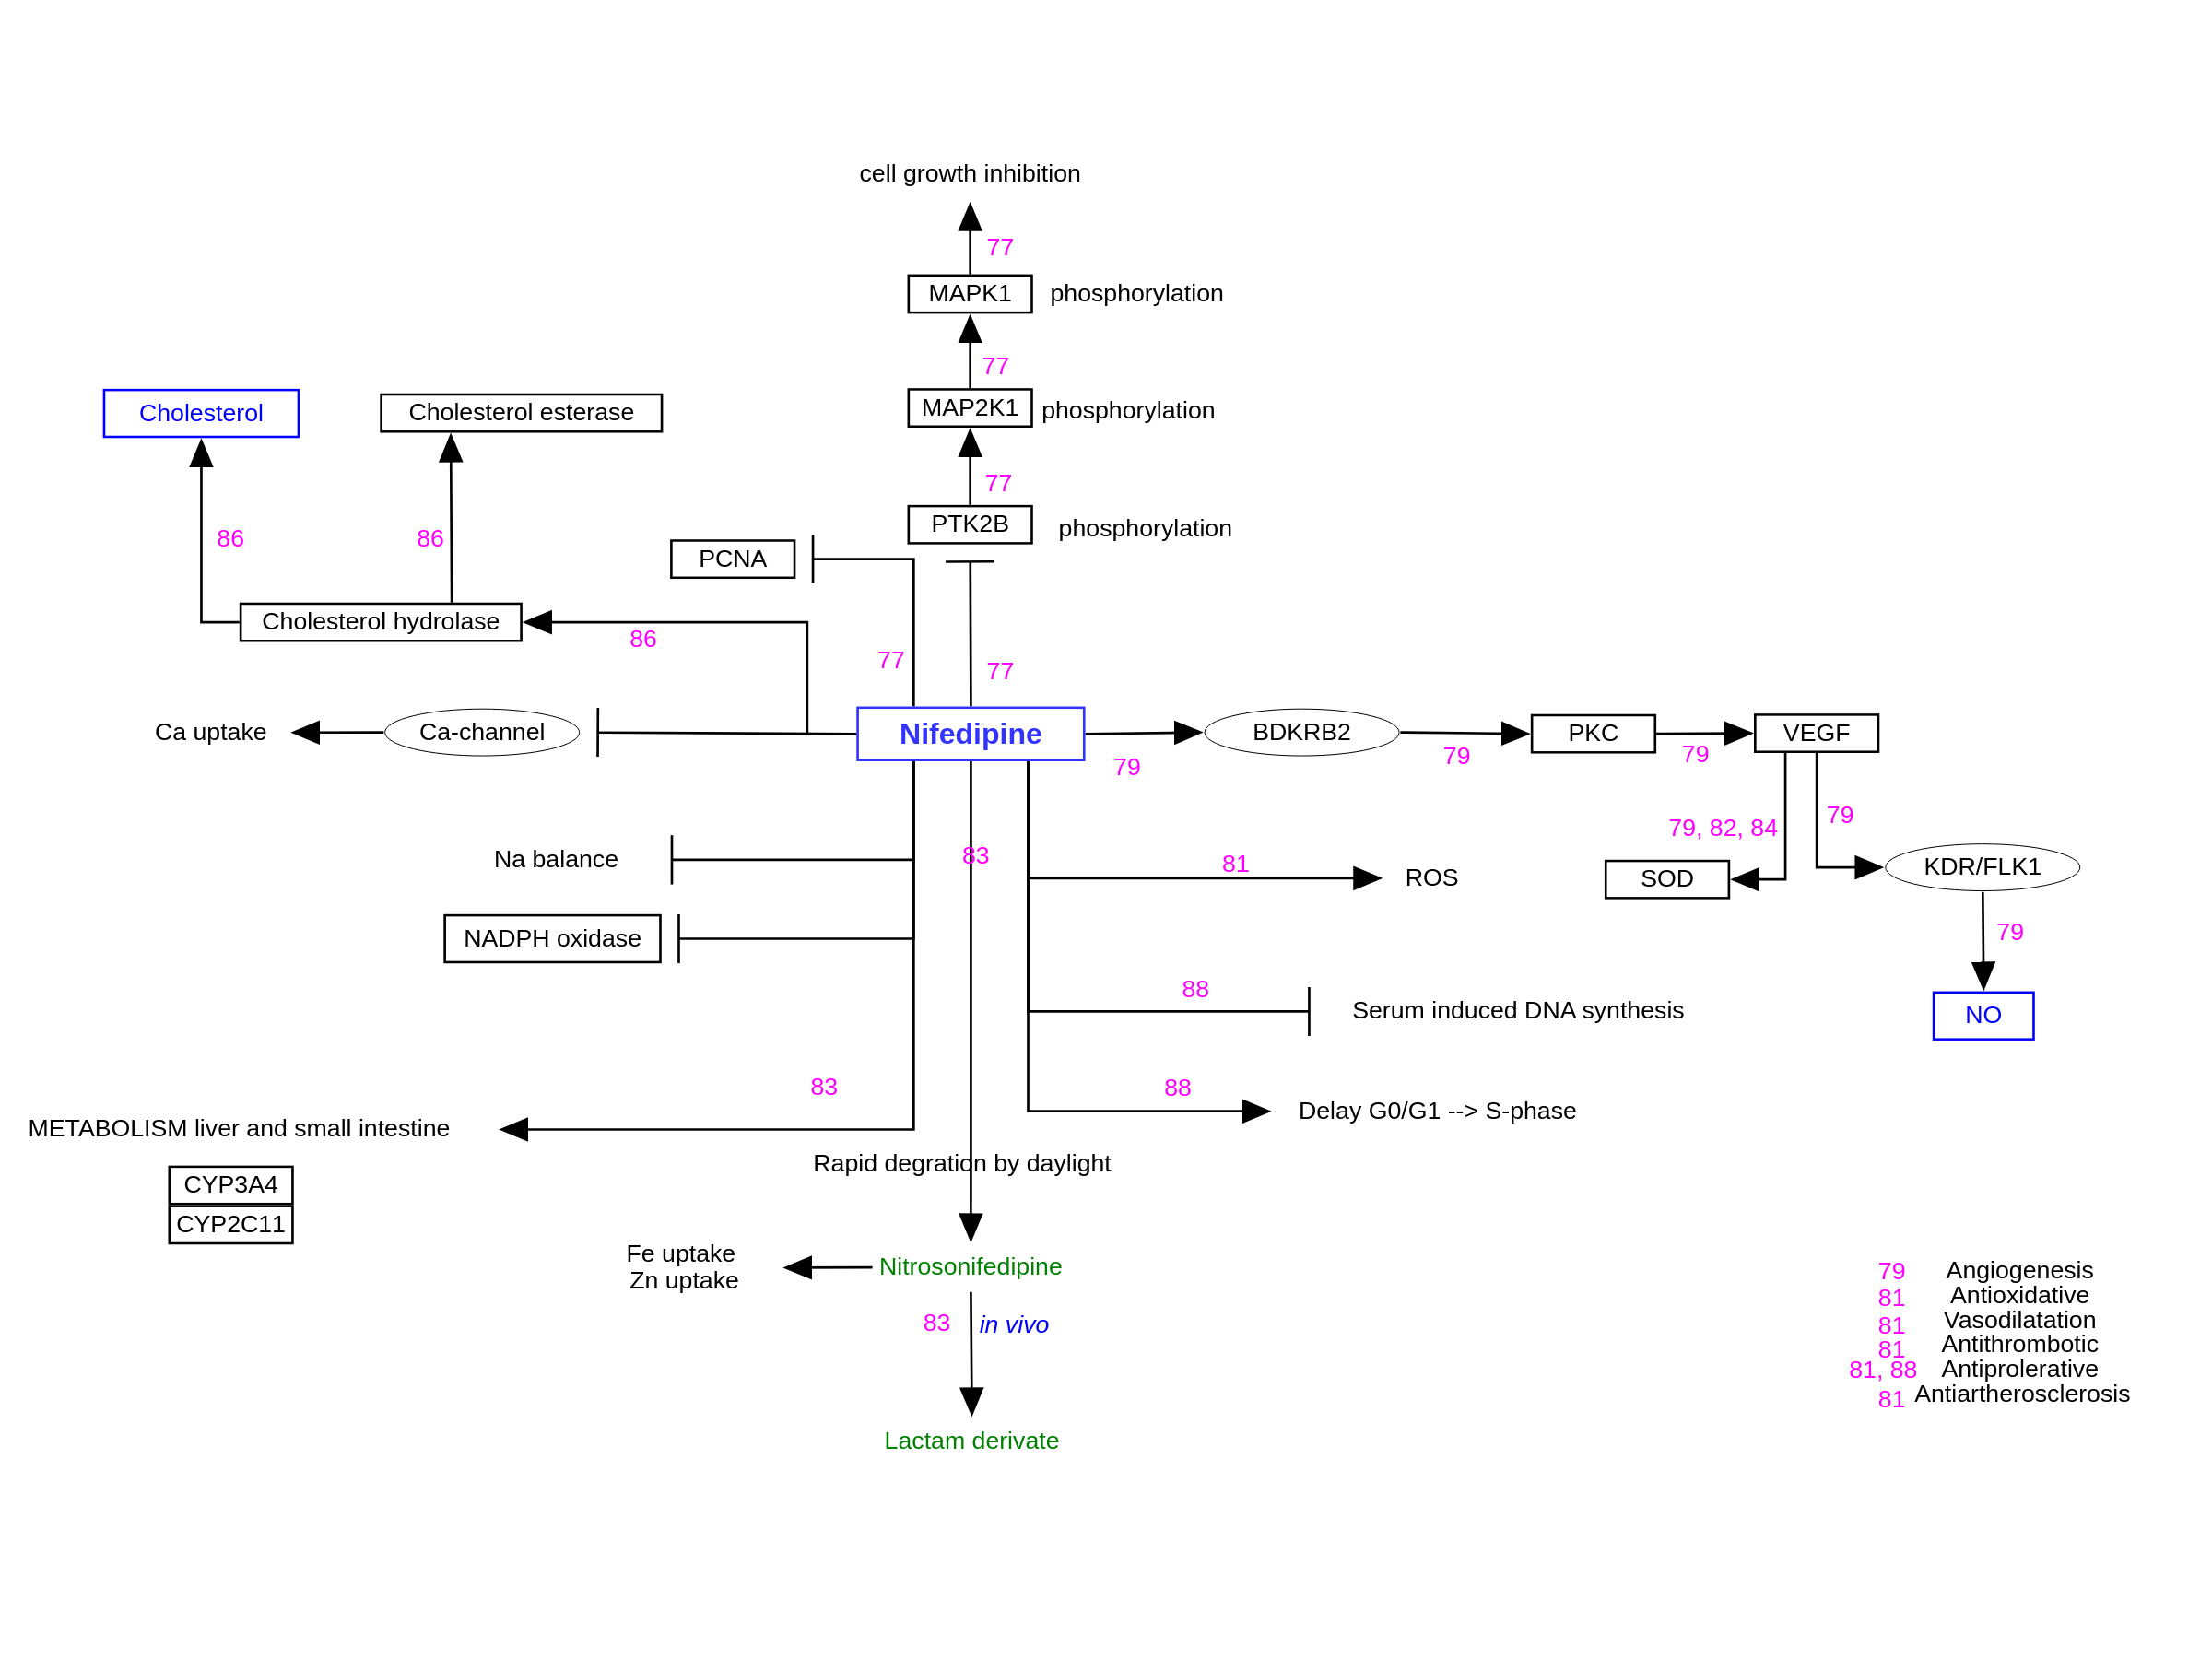 cell growth inhibition
77
MAPK1
phosphorylation
77
MAP2K1
phosphorylation
77
PTK2B
phosphorylation
Cholesterol
Cholesterol esterase
86
86
PCNA
Cholesterol hydrolase
86
77
77
Ca uptake
Ca-channel
Nifedipine
79
BDKRB2
79
PKC
79
VEGF
79, 82, 84
79
Na balance
83
81
ROS
SOD
KDR/FLK1
NADPH oxidase
79
88
Serum induced DNA synthesis
NO
83
88
Delay G0/G1 --> S-phase
METABOLISM liver and small intestine
Rapid degration by daylight
CYP3A4
CYP2C11
Fe uptake
Zn uptake
Nitrosonifedipine
83
in vivo
Lactam derivate
79 Angiogenesis
81 Antioxidative
81 Vasodilatation
81 Antithrombotic
81, 88 Antiprolerative
81 Antiartherosclerosis